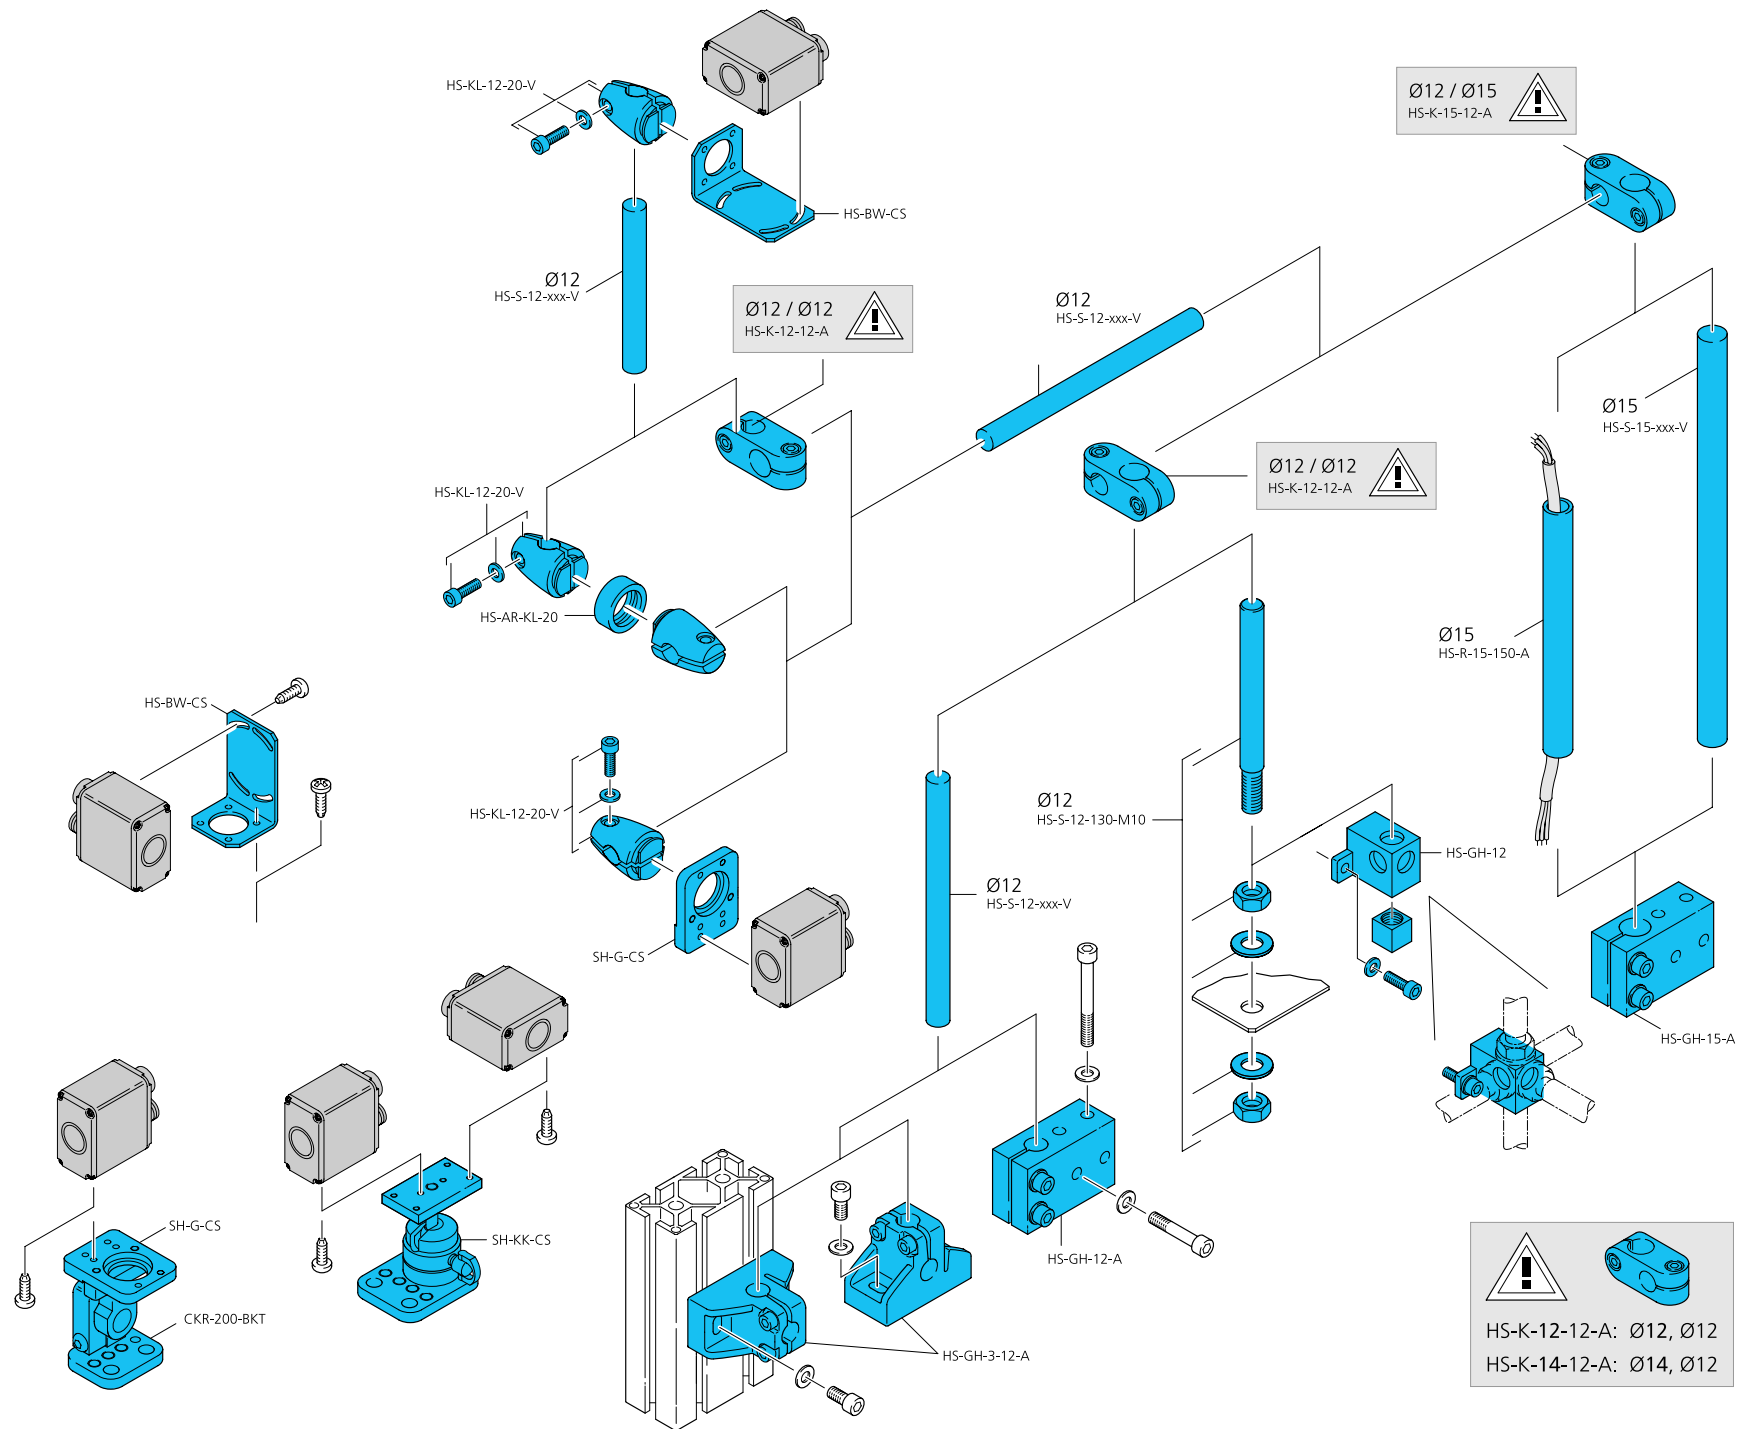 HS-KL-12-20-V
Ø12 / Ø15
HS-K-15-12-A
HS-BW-CS
Ø12
HS-S-12-xxx-V
Ø12 / Ø12
HS-K-12-12-A
Ø12
HS-S-12-xxx-V
Ø15
HS-S-15-xxx-V
Ø12 / Ø12
HS-K-12-12-A
HS-KL-12-20-V
HS-AR-KL-20
Ø15
HS-R-15-150-A
HS-BW-CS
HS-KL-12-20-V
Ø12
HS-S-12-130-M10
HS-GH-12
Ø12
HS-S-12-xxx-V
SH-G-CS
HS-GH-15-A
SH-G-CS
SH-KK-CS
HS-GH-12-A
CKR-200-BKT
HS-GH-3-12-A
HS-K-12-12-A: Ø12, Ø12
HS-K-14-12-A: Ø14, Ø12